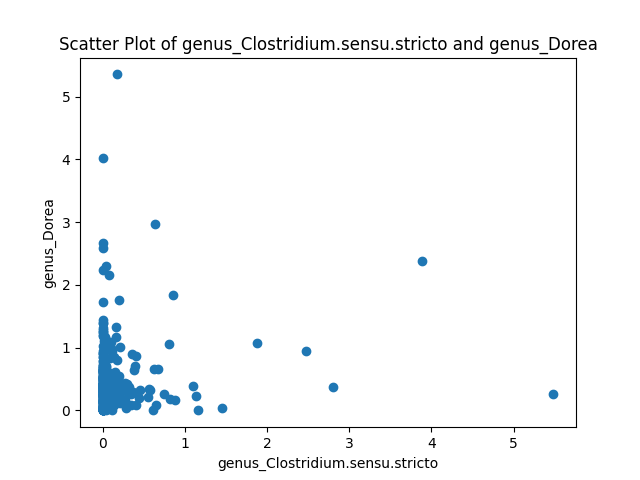 Scatter Plot of genus_Clostridium.sensu.stricto and genus_Dorea
5
4
3
2
1
0
genus_Dorea
0 1 2 3 4 5
genus_Clostridium.sensu.stricto